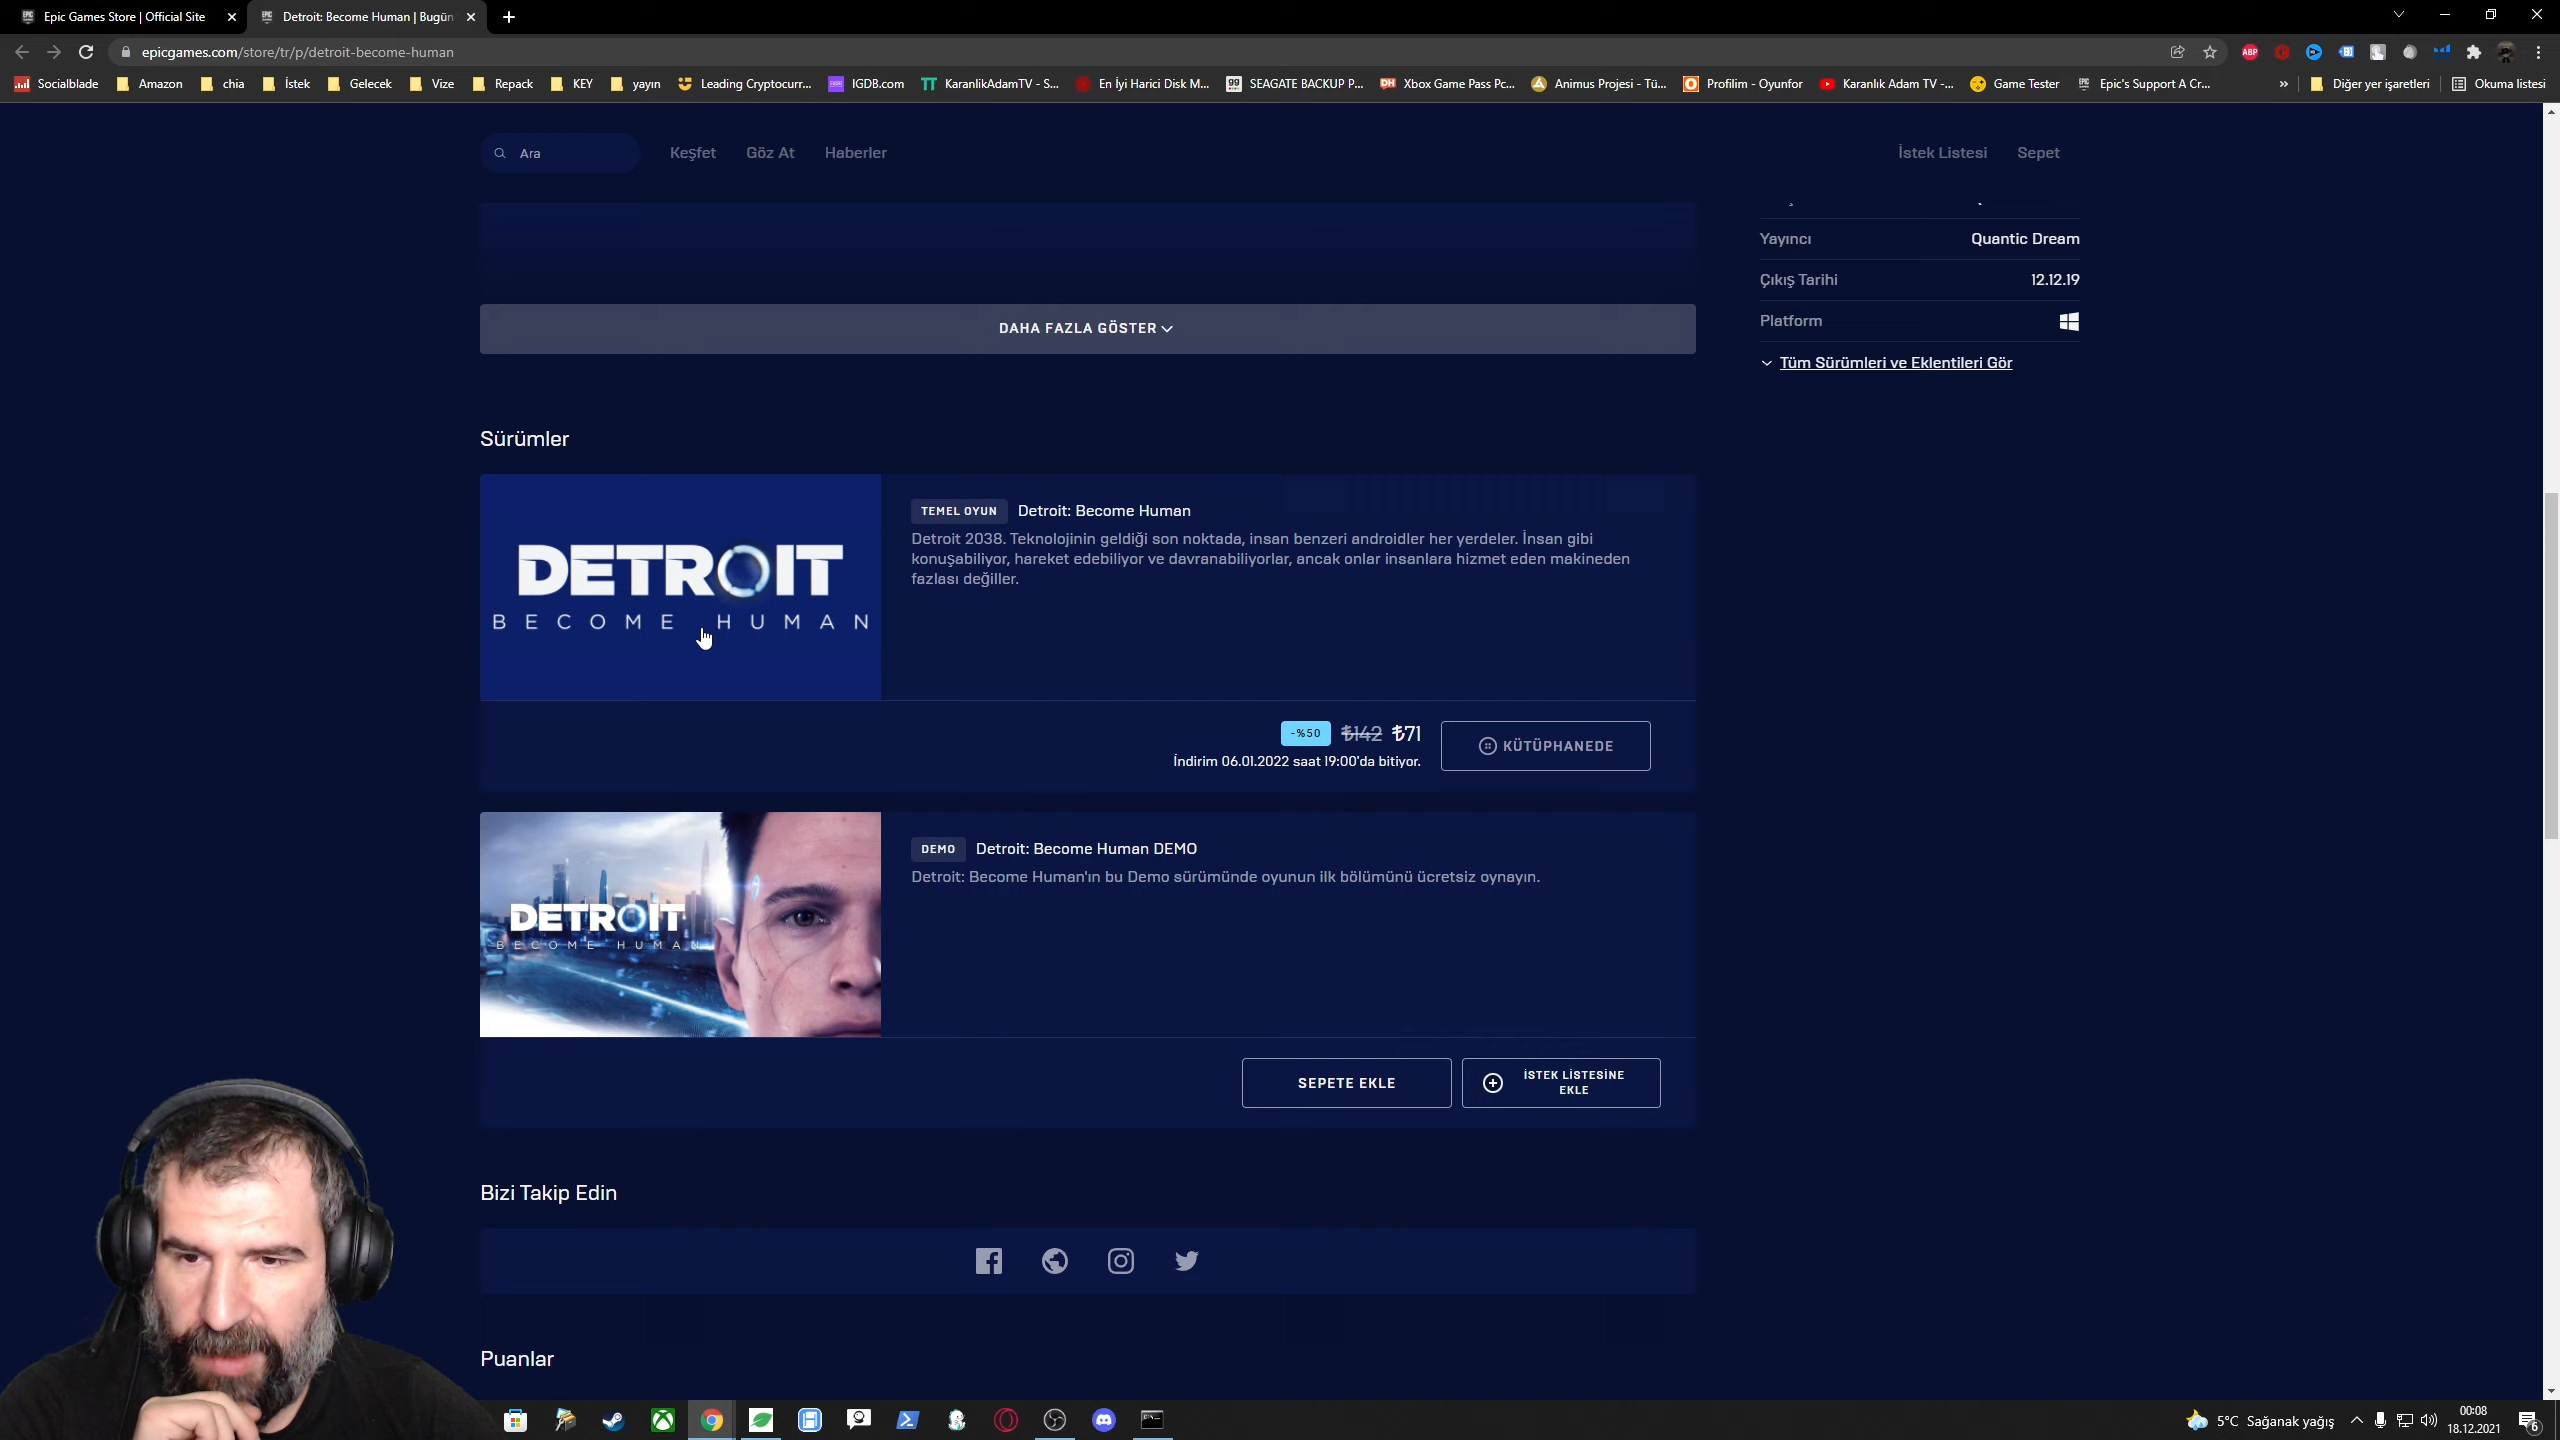 Epic Games Store | Official Site
Detroit: Become Human | Bugün
epicgames.com/store/tr/p/detroit-become-human
ABP
Socialblade
Amazon
chia
İstek
Gelecek
Vize
Repack
KEY
yayın
Leading Cryptocurr...
IGDB.com
KaranlikAdamTV - S...
En İyi Harici Disk M...
SEAGATE BACKUP P...
Xbox Game Pass Pc...
Animus Projesi - Tü...
Profilim - Oyunfor
Karanlık Adam TV -...
Game Tester
Epic's Support A Cr...
»
Diğer yer işaretleri
Okuma listesi
Ara
Keşfet
Göz At
Haberler
İstek Listesi
Sepet
Yayıncı
Quantic Dream
Çıkış Tarihi
12.12.19
Platform
Tüm Sürümleri ve Eklentileri Gör
DAHA FAZLA GÖSTER
Sürümler
DETROIT
BECOME HUMAN
TEMEL OYUN Detroit: Become Human
Detroit 2038. Teknolojinin geldiği son noktada, insan benzeri androidler her yerdeler. İnsan gibi
konuşabiliyor, hareket edebiliyor ve davranabiliyorlar, ancak onlar insanlara hizmet eden makineden
fazlası değiller.
-%50 ₺142 ₺71
İndirim 06.01.2022 saat 19:00'da bitiyor.
KÜTÜPHANEDE
DETROIT
BECOME HUMAN
DEMO Detroit: Become Human DEMO
Detroit: Become Human'ın bu Demo sürümünde oyunun ilk bölümünü ücretsiz oynayın.
SEPETE EKLE
İSTEK LİSTESİNE
EKLE
Bizi Takip Edin
Puanlar
5°C Sağanak yağış
00:08
18.12.2021
6